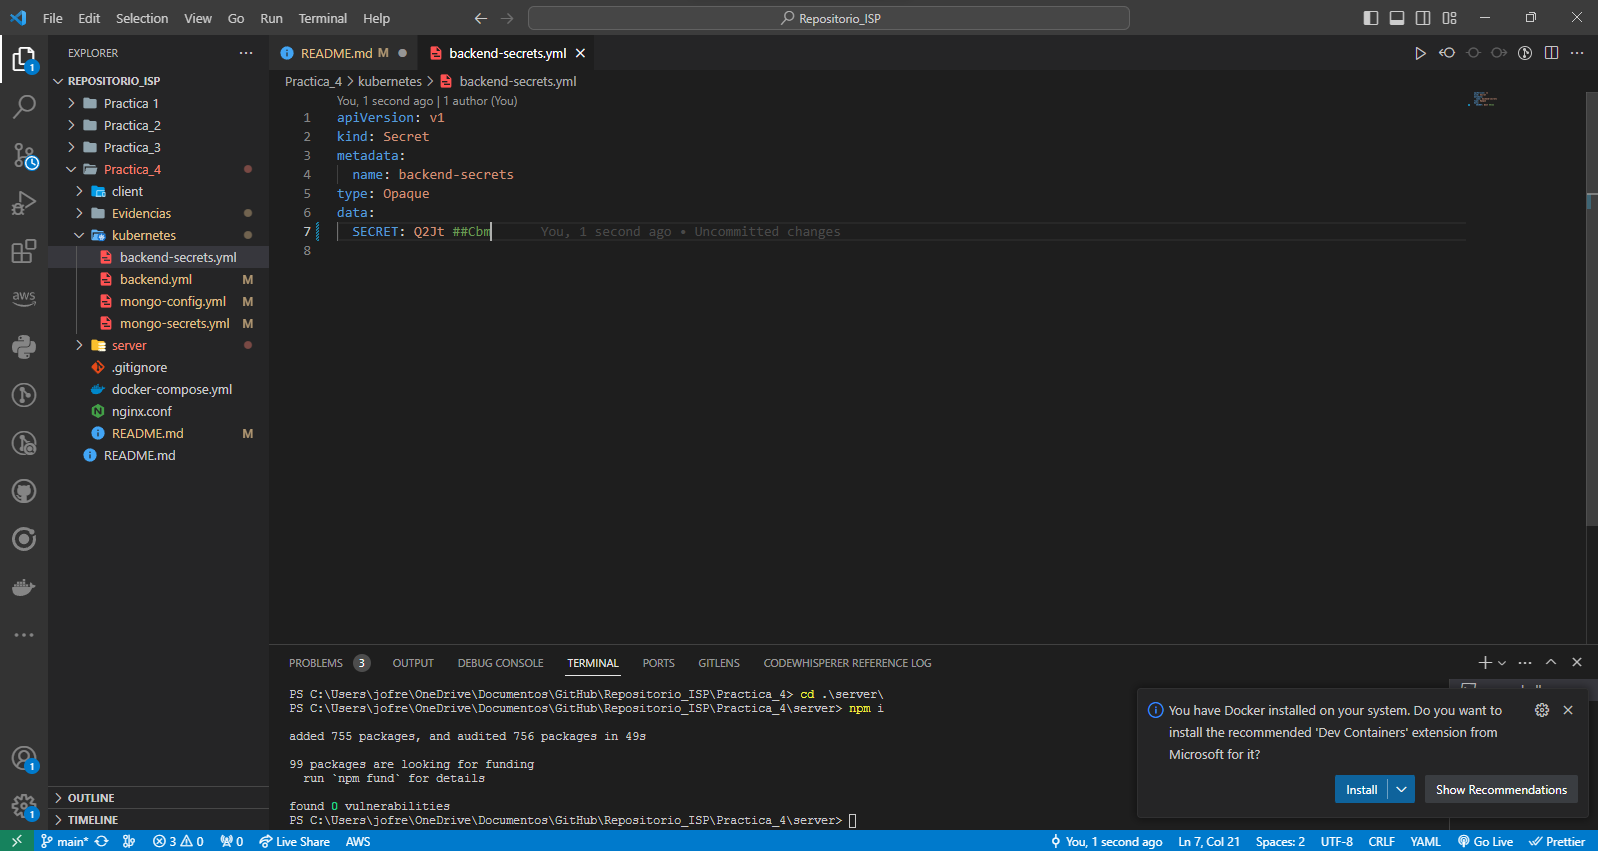 File Edit Selection View Go Run Terminal Help
Repositorio_ISP
EXPLORER
REPOSITORIO_ISP
Practica 1
Practica_2
Practica_3
Practica_4
client
Evidencias
kubernetes
backend-secrets.yml
backend.yml M
mongo-config.yml M
mongo-secrets.yml M
server
.gitignore
docker-compose.yml
nginx.conf
README.md M
README.md
OUTLINE
TIMELINE
aws
1
1
1
README.md M
backend-secrets.yml
Practica_4 > kubernetes > backend-secrets.yml
You, 1 second ago | 1 author (You)
1 apiVersion: v1
2 kind: Secret
3 metadata:
4 name: backend-secrets
5 type: Opaque
6 data:
7 SECRET: Q2Jt ##Cbm You, 1 second ago • Uncommitted changes
8
PROBLEMS 3 OUTPUT DEBUG CONSOLE TERMINAL PORTS GITLENS CODEWHISPERER REFERENCE LOG
PS C:\Users\jofre\OneDrive\Documentos\GitHub\Repositorio_ISP\Practica_4> cd .\server\
PS C:\Users\jofre\OneDrive\Documentos\GitHub\Repositorio_ISP\Practica_4\server> npm i
added 755 packages, and audited 756 packages in 49s
99 packages are looking for funding
run `npm fund` for details
found 0 vulnerabilities
PS C:\Users\jofre\OneDrive\Documentos\GitHub\Repositorio_ISP\Practica_4\server>
You have Docker installed on your system. Do you want to
install the recommended 'Dev Containers' extension from
Microsoft for it?
Install
Show Recommendations
main* 3 0 0 Live Share AWS
You, 1 second ago Ln 7, Col 21 Spaces: 2 UTF-8 CRLF YAML Go Live Prettier